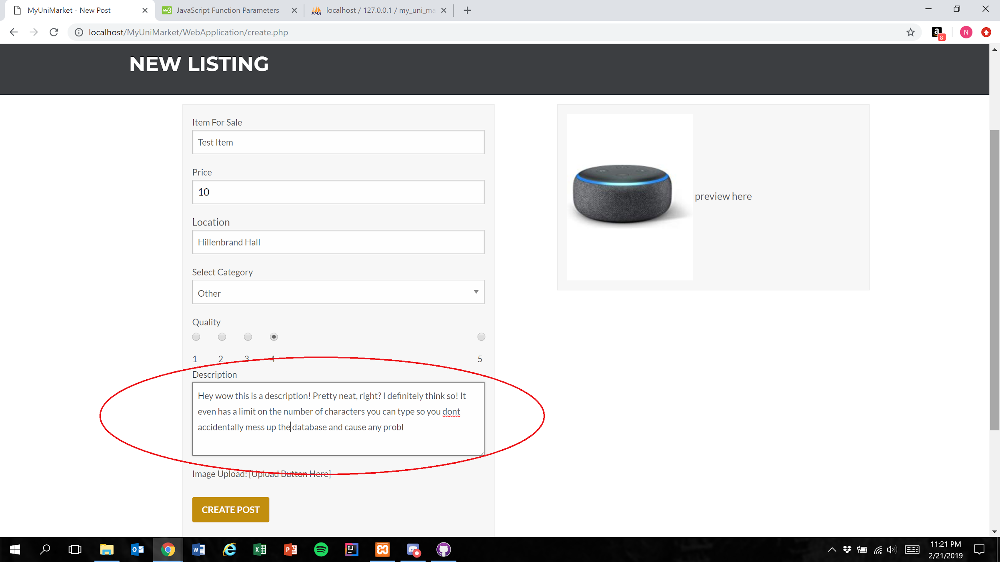 MyUniMarket - New Post
JavaScript Function Parameters
PMA
localhost / 127.0.0.1 / my_uni_ma
localhost/MyUniMarket/WebApplication/create.php
a
8
N
NEW LISTING
Item For Sale
Test Item
Price
10
Location
Hillenbrand Hall
Select Category
Other
Quality
1 2 3 4 5
Description
Hey wow this is a description! Pretty neat, right? I definitely think so! It
even has a limit on the number of characters you can type so you dont
accidentally mess up the database and cause any probl
Image Upload: [Upload Button Here]
CREATE POST
preview here
11:21 PM
2/21/2019